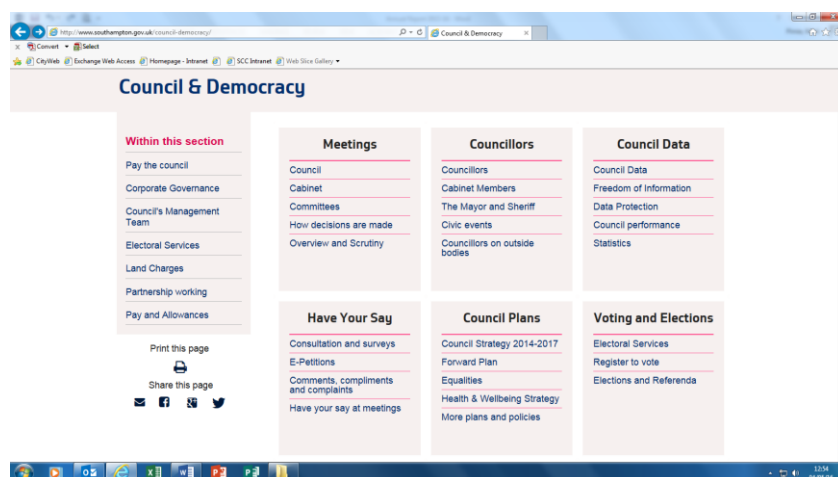 http://www.southampton.gov.uk/council-democracy/
Council & Democracy
x Convert Select
CityWeb Exchange Web Access Homepage - Intranet SCC Intranet Web Slice Gallery
Council & Democracy
Within this section
Pay the council
Corporate Governance
Council's Management
Team
Electoral Services
Land Charges
Partnership working
Pay and Allowances
Print this page
Share this page
Meetings
Council
Cabinet
Committees
How decisions are made
Overview and Scrutiny
Councillors
Councillors
Cabinet Members
The Mayor and Sheriff
Civic events
Councillors on outside
bodies
Council Data
Council Data
Freedom of Information
Data Protection
Council performance
Statistics
Have Your Say
Consultation and surveys
E-Petitions
Comments, compliments
and complaints
Have your say at meetings
Council Plans
Council Strategy 2014-2017
Forward Plan
Equalities
Health & Wellbeing Strategy
More plans and policies
Voting and Elections
Electoral Services
Register to vote
Elections and Referenda
12:54